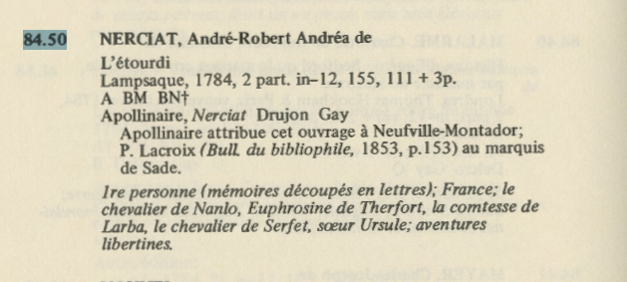 84.50 NERCIAT, André-Robert Andréa de
L'étourdi
Lampsaque, 1784, 2 part. in-12, 155, 111 + 3p.
A BM BN†
Apollinaire, Nerciat Drujon Gay
Apollinaire attribue cet ouvrage à Neufville-Montador;
P. Lacroix (Bull. du bibliophile, 1853, p.153) au marquis
de Sade.
1re personne (mémoires découpés en lettres); France; le
chevalier de Nanlo, Euphrosine de Therfort, la comtesse de
Larba, le chevalier de Serfet, sœur Ursule; aventures
libertines.